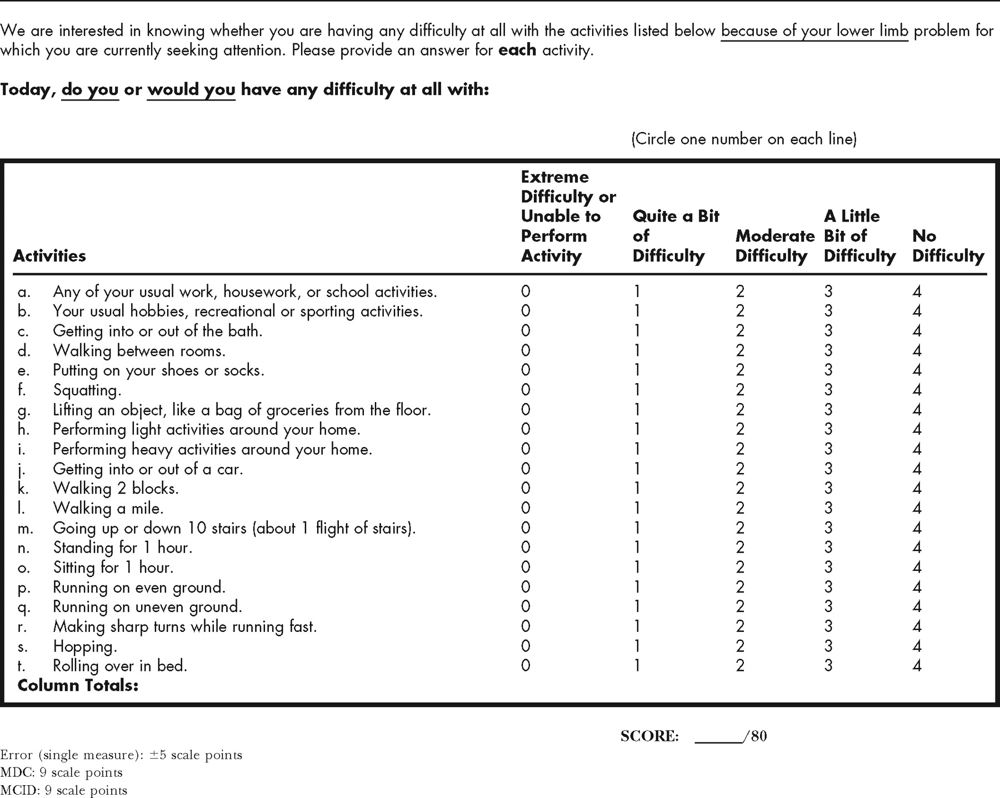 We are interested in knowing whether you are having any difficulty at all with the activities listed below because of your lower limb problem for
which you are currently seeking attention. Please provide an answer for each activity.
Today, do you or would you have any difficulty at all with:
(Circle one number on each line)
Extreme
Difficulty or
Unable to Quite a Bit A Little
Perform of Moderate Bit of No
Activities Activity Difficulty Difficulty Difficulty Difficulty
a. Any of your usual work, housework, or school activities. 0 1 2 3 4
b. Your usual hobbies, recreational or sporting activities. 0 1 2 3 4
c. Getting into or out of the bath. 0 1 2 3 4
d. Walking between rooms. 0 1 2 3 4
e. Putting on your shoes or socks. 0 1 2 3 4
f. Squatting. 0 1 2 3 4
g. Lifting an object, like a bag of groceries from the floor. 0 1 2 3 4
h. Performing light activities around your home. 0 1 2 3 4
i. Performing heavy activities around your home. 0 1 2 3 4
j. Getting into or out of a car. 0 1 2 3 4
k. Walking 2 blocks. 0 1 2 3 4
l. Walking a mile. 0 1 2 3 4
m. Going up or down 10 stairs (about 1 flight of stairs). 0 1 2 3 4
n. Standing for 1 hour. 0 1 2 3 4
o. Sitting for 1 hour. 0 1 2 3 4
p. Running on even ground. 0 1 2 3 4
q. Running on uneven ground. 0 1 2 3 4
r. Making sharp turns while running fast. 0 1 2 3 4
s. Hopping. 0 1 2 3 4
t. Rolling over in bed. 0 1 2 3 4
Column Totals:
SCORE: ______/80
Error (single measure): ±5 scale points
MDC: 9 scale points
MCID: 9 scale points